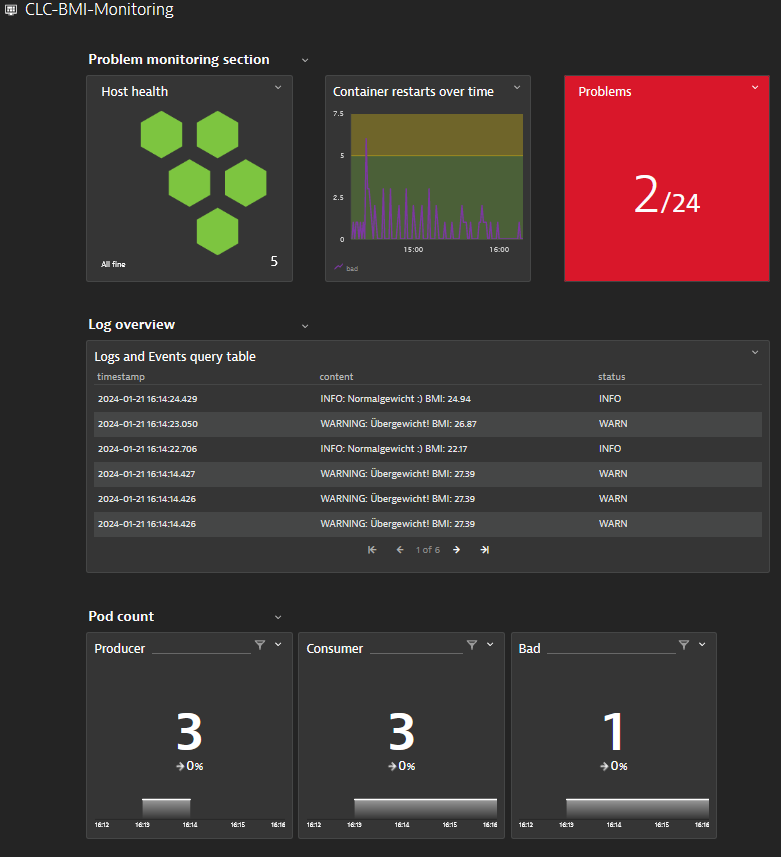 CLC-BMI-Monitoring
Problem monitoring section
Host health
All fine
5
Container restarts over time
7.5
5
2.5
0
15:00
16:00
bad
Problems
2/24
Log overview
Logs and Events query table
timestamp content status
2024-01-21 16:14:24.429 INFO: Normalgewicht :) BMI: 24.94 INFO
2024-01-21 16:14:23.050 WARNING: Übergewicht! BMI: 26.87 WARN
2024-01-21 16:14:22.706 INFO: Normalgewicht :) BMI: 22.17 INFO
2024-01-21 16:14:14.427 WARNING: Übergewicht! BMI: 27.39 WARN
2024-01-21 16:14:14.426 WARNING: Übergewicht! BMI: 27.39 WARN
2024-01-21 16:14:14.426 WARNING: Übergewicht! BMI: 27.39 WARN
1 of 6
Pod count
Producer
3
→0%
16:12 16:13 16:14 16:15 16:16
Consumer
3
→0%
16:12 16:13 16:14 16:15 16:16
Bad
1
→0%
16:12 16:13 16:14 16:15 16:16